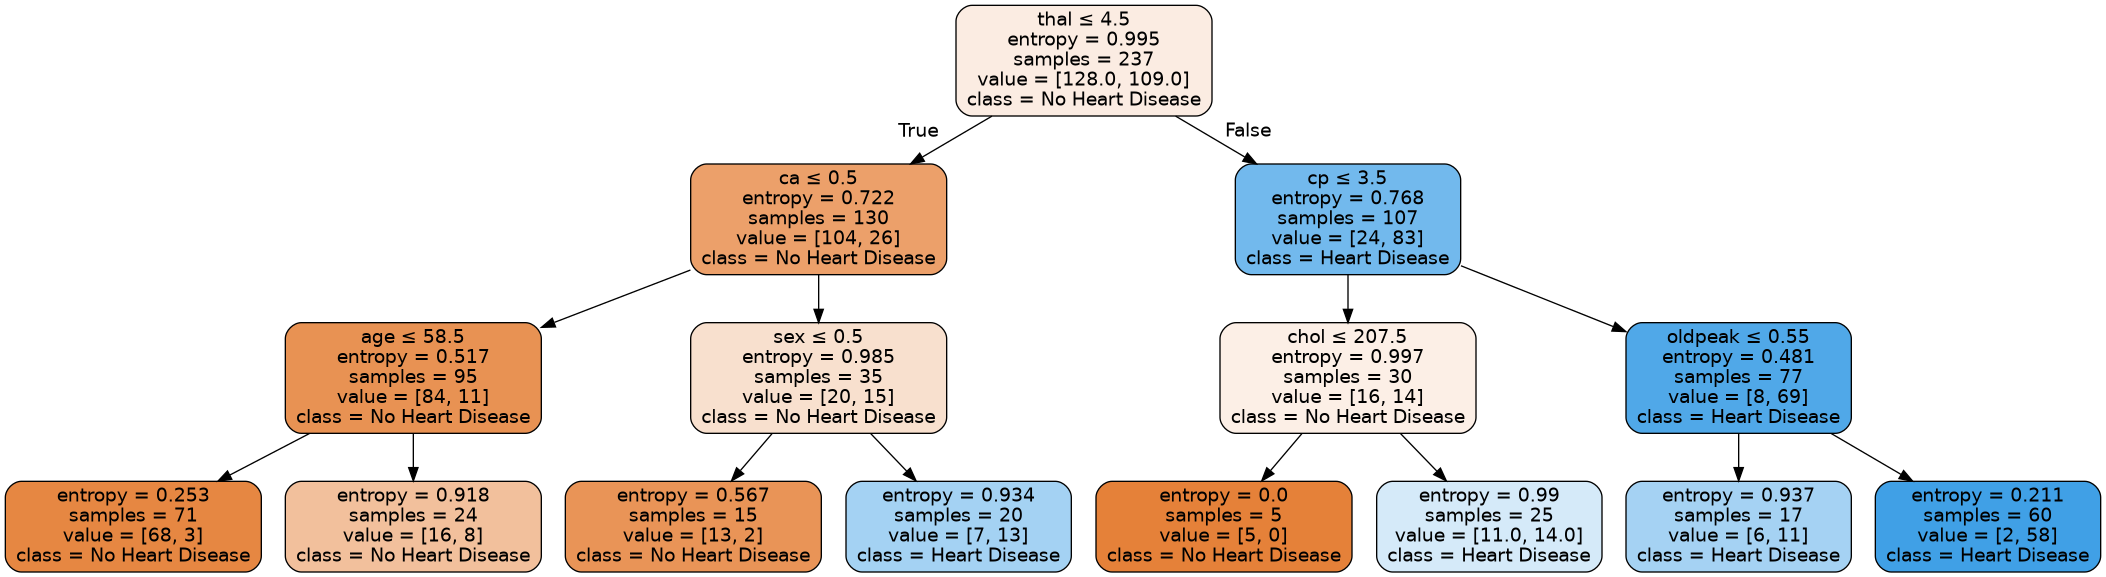 thal ≤ 4.5
entropy = 0.995
samples = 237
value = [128.0, 109.0]
class = No Heart Disease
True
False
ca ≤ 0.5
entropy = 0.722
samples = 130
value = [104, 26]
class = No Heart Disease
cp ≤ 3.5
entropy = 0.768
samples = 107
value = [24, 83]
class = Heart Disease
age ≤ 58.5
entropy = 0.517
samples = 95
value = [84, 11]
class = No Heart Disease
sex ≤ 0.5
entropy = 0.985
samples = 35
value = [20, 15]
class = No Heart Disease
chol ≤ 207.5
entropy = 0.997
samples = 30
value = [16, 14]
class = No Heart Disease
oldpeak ≤ 0.55
entropy = 0.481
samples = 77
value = [8, 69]
class = Heart Disease
entropy = 0.253
samples = 71
value = [68, 3]
class = No Heart Disease
entropy = 0.918
samples = 24
value = [16, 8]
class = No Heart Disease
entropy = 0.567
samples = 15
value = [13, 2]
class = No Heart Disease
entropy = 0.934
samples = 20
value = [7, 13]
class = Heart Disease
entropy = 0.0
samples = 5
value = [5, 0]
class = No Heart Disease
entropy = 0.99
samples = 25
value = [11.0, 14.0]
class = Heart Disease
entropy = 0.937
samples = 17
value = [6, 11]
class = Heart Disease
entropy = 0.211
samples = 60
value = [2, 58]
class = Heart Disease